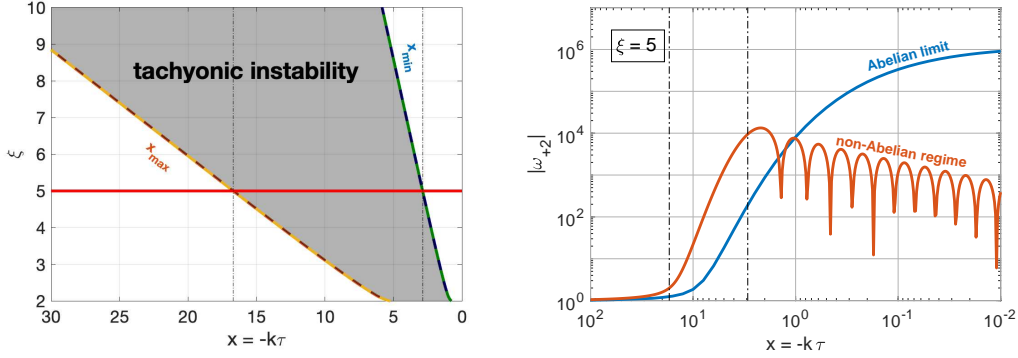 10
9
8
7
6
5
4
3
2
ξ
tachyonic instability
x_min
x_max
30
25
20
15
10
5
0
x = -kτ
10^6
10^4
10^2
10^0
|ω_{+2}|
ξ = 5
Abelian limit
non-Abelian regime
10^2
10^1
10^0
10^-1
10^-2
x = -kτ